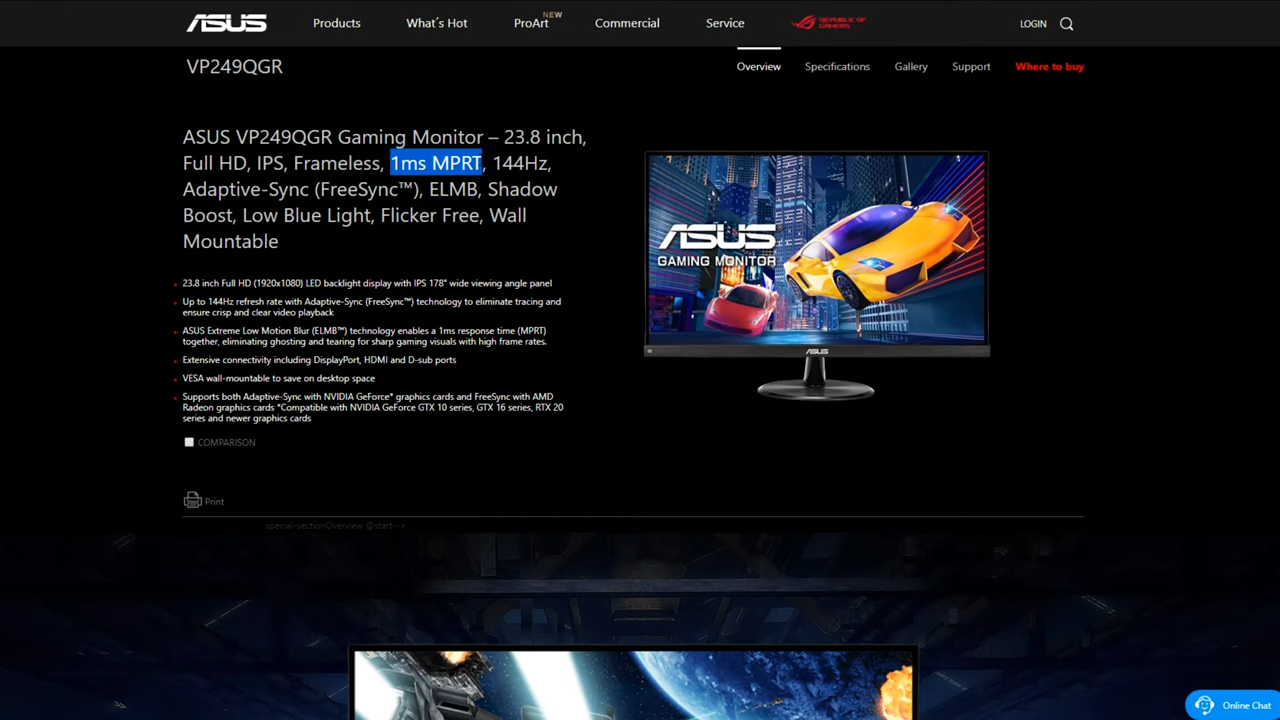 ASUS Products What's Hot ProArt NEW Commercial Service REPUBLIC OF GAMERS LOGIN
VP249QGR Overview Specifications Gallery Support Where to buy
ASUS VP249QGR Gaming Monitor – 23.8 inch,
Full HD, IPS, Frameless, 1ms MPRT, 144Hz,
Adaptive-Sync (FreeSync™), ELMB, Shadow
Boost, Low Blue Light, Flicker Free, Wall
Mountable
23.8 inch Full HD (1920x1080) LED backlight display with IPS 178° wide viewing angle panel
Up to 144Hz refresh rate with Adaptive-Sync (FreeSync™) technology to eliminate tracing and
ensure crisp and clear video playback
ASUS Extreme Low Motion Blur (ELMB™) technology enables a 1ms response time (MPRT)
together, eliminating ghosting and tearing for sharp gaming visuals with high frame rates.
Extensive connectivity including DisplayPort, HDMI and D-sub ports
VESA wall-mountable to save on desktop space
Supports both Adaptive-Sync with NVIDIA GeForce* graphics cards and FreeSync with AMD
Radeon graphics cards *Compatible with NVIDIA GeForce GTX 10 series, GTX 16 series, RTX 20
series and newer graphics cards
COMPARISON
ASUS
GAMING MONITOR
ASUS
Print
special-sectionOverview @start-->
Online Chat